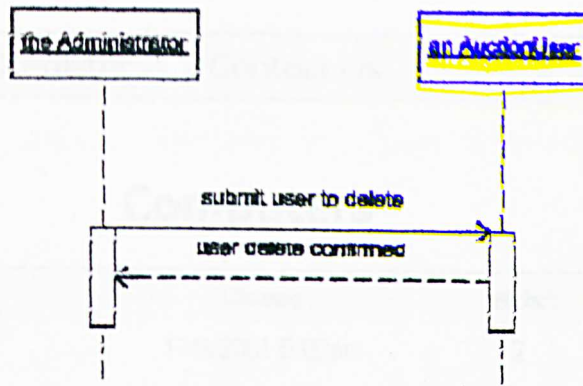 the Administrator
an AuctionUser
submit user to delete
user delete confirmed